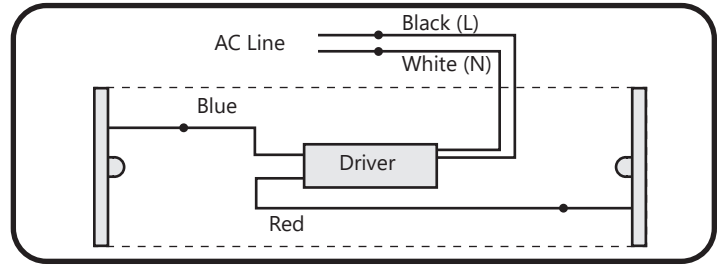 Black (L)
AC Line
White (N)
Blue
Driver
Red